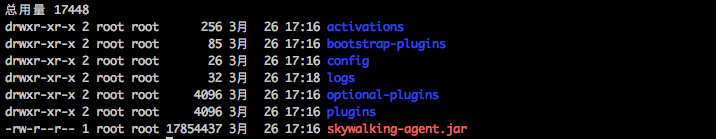 总用量 17448
drwxr-xr-x 2 root root      256 3月  26 17:16 activations
drwxr-xr-x 2 root root       85 3月  26 17:16 bootstrap-plugins
drwxr-xr-x 2 root root       26 3月  26 17:16 config
drwxr-xr-x 2 root root       32 3月  26 17:18 logs
drwxr-xr-x 2 root root     4096 3月  26 17:16 optional-plugins
drwxr-xr-x 2 root root     4096 3月  26 17:16 plugins
-rw-r--r-- 1 root root 17854437 3月  26 17:16 skywalking-agent.jar